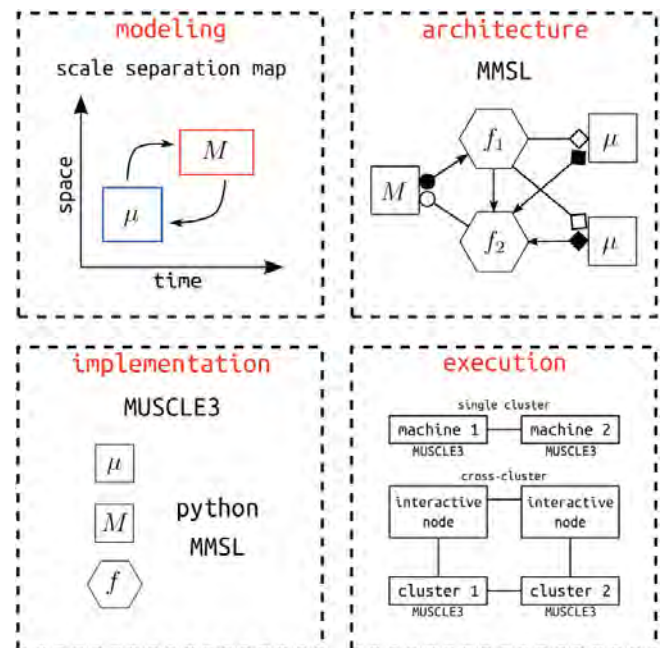 modeling
scale separation map
M
μ
space
time
architecture
MMSL
f₁
μ
M
f₂
μ
implementation
MUSCLE3
μ
M
python
MMSL
f
execution
single cluster
machine 1
machine 2
MUSCLE3
MUSCLE3
cross-cluster
interactive
node
interactive
node
cluster 1
cluster 2
MUSCLE3
MUSCLE3